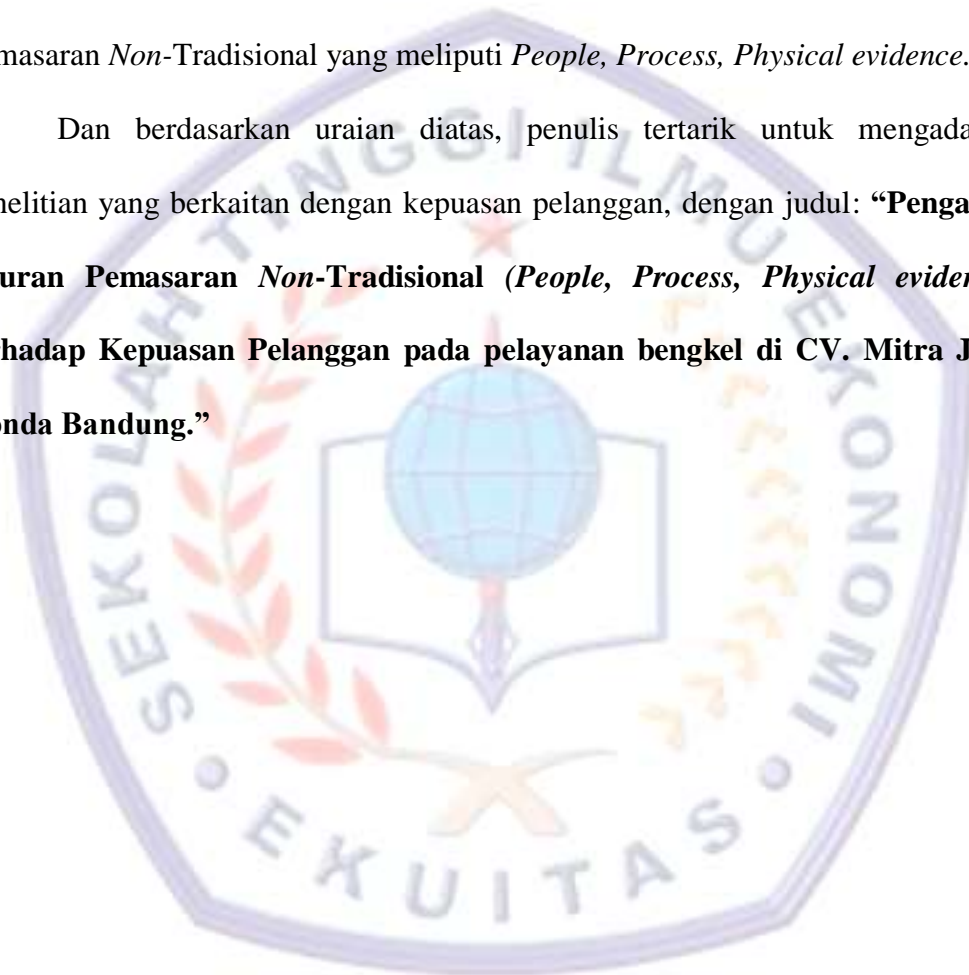 masaran Non-Tradisional yang meliputi People, Process, Physical evidence.
Dan berdasarkan uraian diatas, penulis tertarik untuk mengada
nelitian yang berkaitan dengan kepuasan pelanggan, dengan judul: “Penga
uran Pemasaran Non-Tradisional (People, Process, Physical eviden
rhadap Kepuasan Pelanggan pada pelayanan bengkel di CV. Mitra J
onda Bandung.”
SEKOLAH TINGGI ILMU EKONOMI
EKUITAS